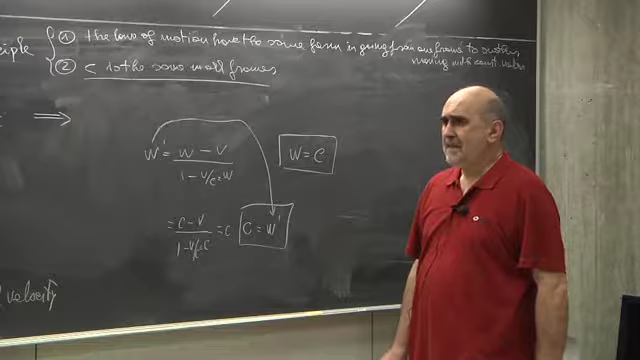 ① The laws of motion have the same form in going from one frame to another
moving with const. velocity
② C is the same in all frames
⟹
W' = W - V / 1 - V/C² W
W = C
= C - V / 1 - V/C² C = C
C = W'
velocity